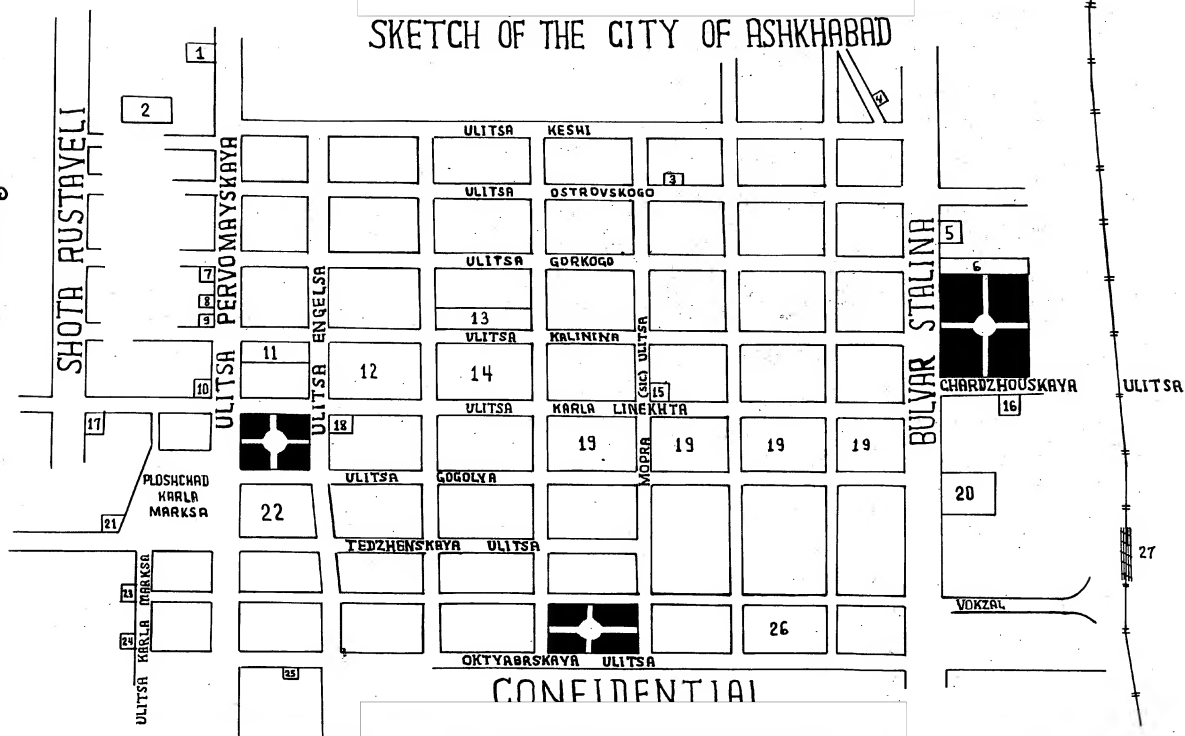 SKETCH OF THE CITY OF ASHKHABAD
1
2
4
ULITSA KESHI
3
ULITSA OSTROVSKOGO
SHOTA RUSTAVELI
ULITSA PERVOMAYSKAYA
5
ULITSA GORKOGO
6
7
8
9
ULITSA ENGELSA
13
BULVAR STALINA
ULITSA KALININA
11
12
14
MOPRA (SIC) ULITSA
10
15
CHARDZHOUSKAYA ULITSA
16
ULITSA KARLA LINEKHTA
17
18
19
19
19
19
ULITSA GOGOLYA
PLOSHCHAD
KARLA
MARKSA
20
21
22
TEDZHENSKAYA ULITSA
27
ULITSA KARLA MARKSA
23
VOKZAL
24
26
OKTYABRSKAYA ULITSA
25
CONFIDENTIAL